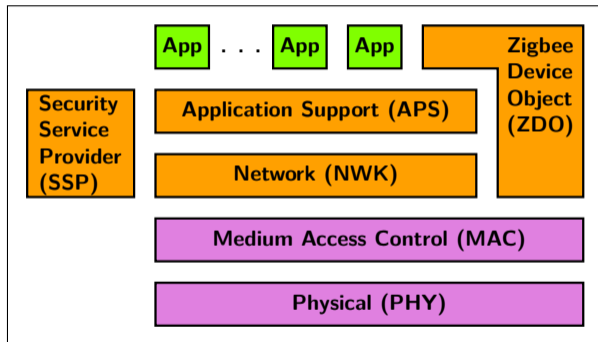 App . . . App App
Zigbee
Device
Object
(ZDO)
Security
Service
Provider
(SSP)
Application Support (APS)
Network (NWK)
Medium Access Control (MAC)
Physical (PHY)